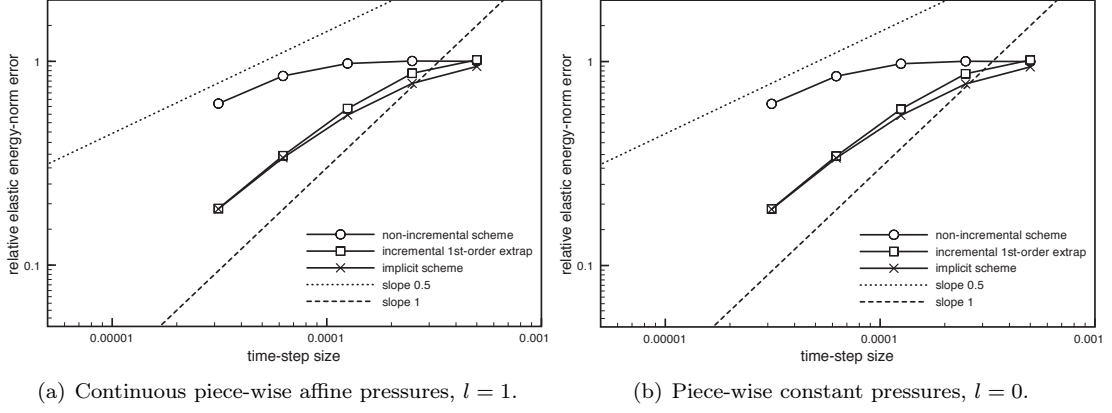 relative elastic energy-norm error
1
0.1
non-incremental scheme
incremental 1st-order extrap
implicit scheme
slope 0.5
slope 1
0.00001
0.0001
0.001
time-step size
(a) Continuous piece-wise affine pressures, l = 1.
relative elastic energy-norm error
1
0.1
non-incremental scheme
incremental 1st-order extrap
implicit scheme
slope 0.5
slope 1
0.00001
0.0001
0.001
time-step size
(b) Piece-wise constant pressures, l = 0.